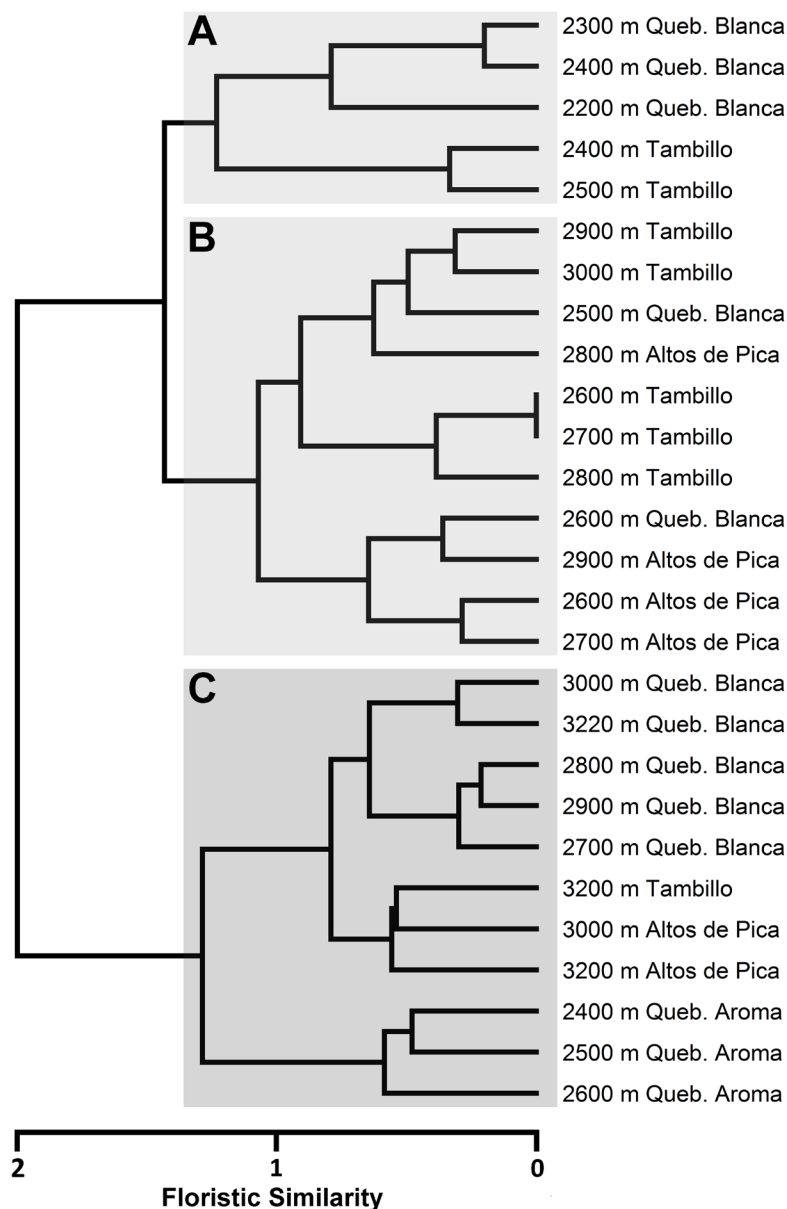 A
2300 m Queb. Blanca
2400 m Queb. Blanca
2200 m Queb. Blanca
2400 m Tambillo
2500 m Tambillo
B
2900 m Tambillo
3000 m Tambillo
2500 m Queb. Blanca
2800 m Altos de Pica
2600 m Tambillo
2700 m Tambillo
2800 m Tambillo
2600 m Queb. Blanca
2900 m Altos de Pica
2600 m Altos de Pica
2700 m Altos de Pica
C
3000 m Queb. Blanca
3220 m Queb. Blanca
2800 m Queb. Blanca
2900 m Queb. Blanca
2700 m Queb. Blanca
3200 m Tambillo
3000 m Altos de Pica
3200 m Altos de Pica
2400 m Queb. Aroma
2500 m Queb. Aroma
2600 m Queb. Aroma
2 1 0
Floristic Similarity